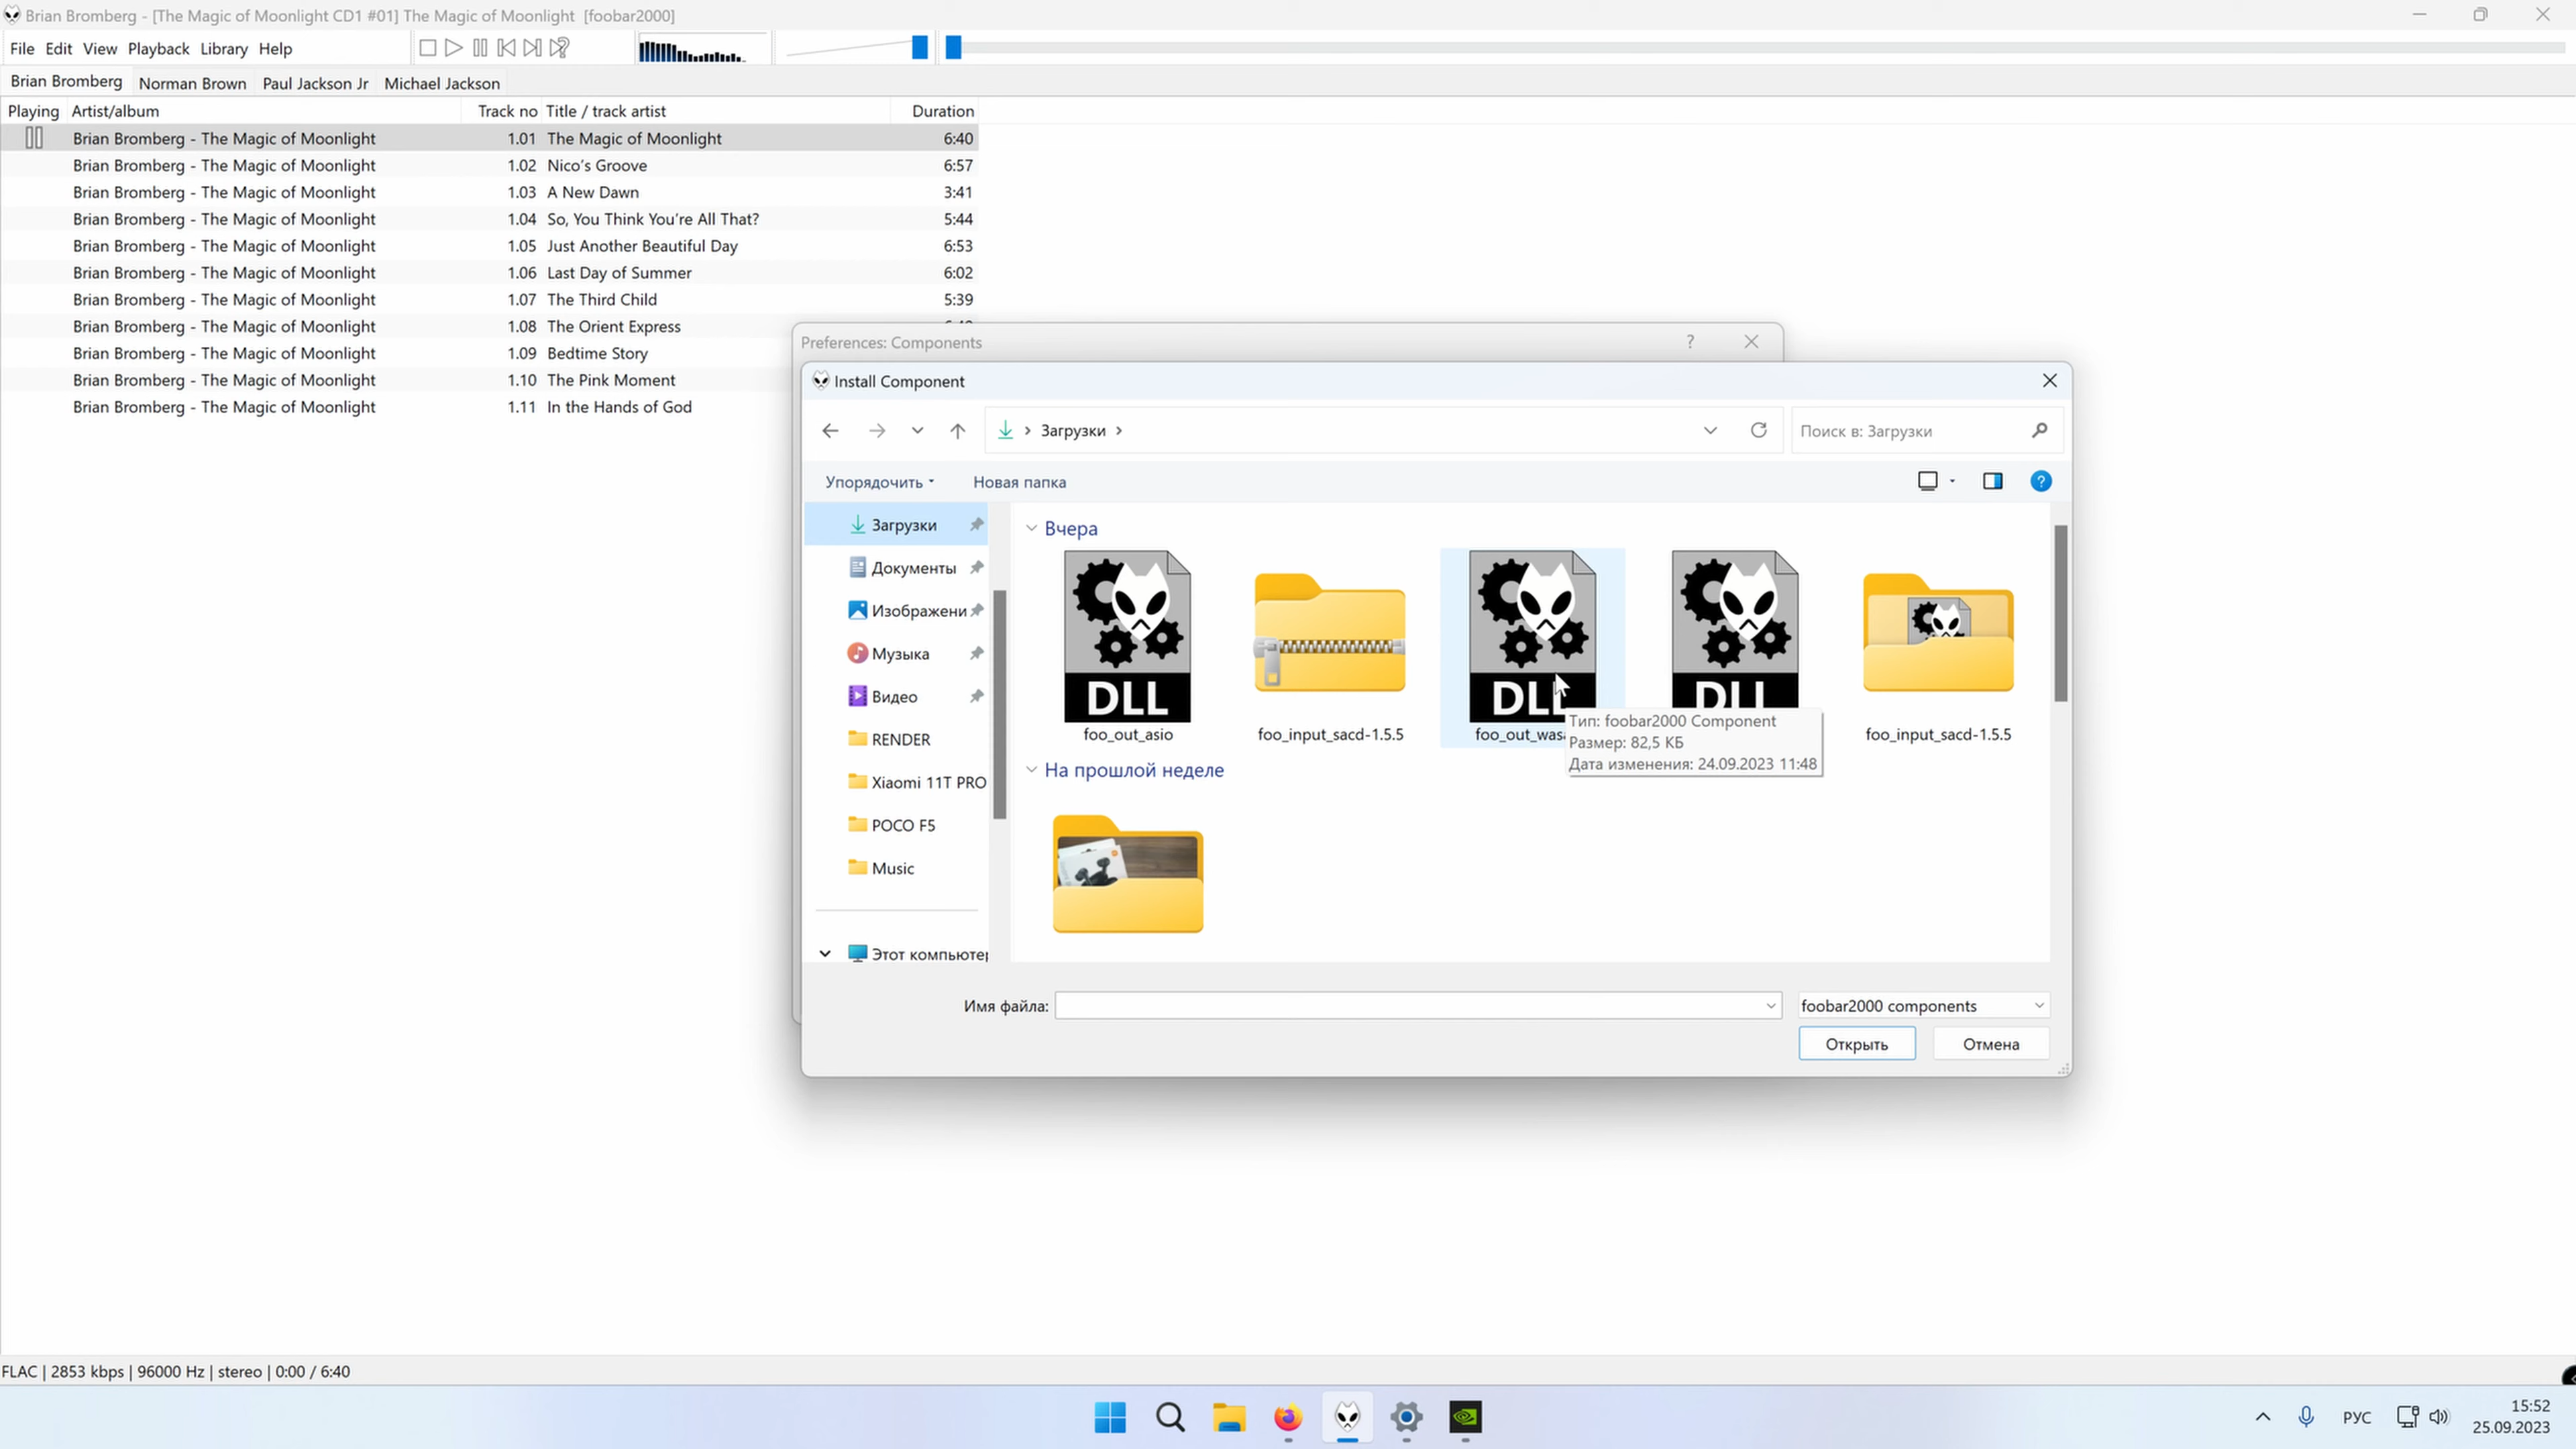 Brian Bromberg - [The Magic of Moonlight CD1 #01] The Magic of Moonlight [foobar2000]
File Edit View Playback Library Help
Brian Bromberg Norman Brown Paul Jackson Jr Michael Jackson
Playing Artist/album Track no Title / track artist Duration
Brian Bromberg - The Magic of Moonlight 1.01 The Magic of Moonlight 6:40
Brian Bromberg - The Magic of Moonlight 1.02 Nico's Groove 6:57
Brian Bromberg - The Magic of Moonlight 1.03 A New Dawn 3:41
Brian Bromberg - The Magic of Moonlight 1.04 So, You Think You're All That? 5:44
Brian Bromberg - The Magic of Moonlight 1.05 Just Another Beautiful Day 6:53
Brian Bromberg - The Magic of Moonlight 1.06 Last Day of Summer 6:02
Brian Bromberg - The Magic of Moonlight 1.07 The Third Child 5:39
Brian Bromberg - The Magic of Moonlight 1.08 The Orient Express
Brian Bromberg - The Magic of Moonlight 1.09 Bedtime Story
Brian Bromberg - The Magic of Moonlight 1.10 The Pink Moment
Brian Bromberg - The Magic of Moonlight 1.11 In the Hands of God
Preferences: Components
Install Component
Загрузки
Поиск в: Загрузки
Упорядочить Новая папка
Загрузки
Документы
Изображени
Музыка
Видео
RENDER
Xiaomi 11T PRO
POCO F5
Music
Этот компьютер
Вчера
DLL DLL DLL
foo_out_asio foo_input_sacd-1.5.5 foo_out_wasa foo_input_sacd-1.5.5
Тип: foobar2000 Component
Размер: 82,5 КБ
Дата изменения: 24.09.2023 11:48
На прошлой неделе
Имя файла: foobar2000 components
Открыть Отмена
FLAC | 2853 kbps | 96000 Hz | stereo | 0:00 / 6:40
РУС
15:52
25.09.2023